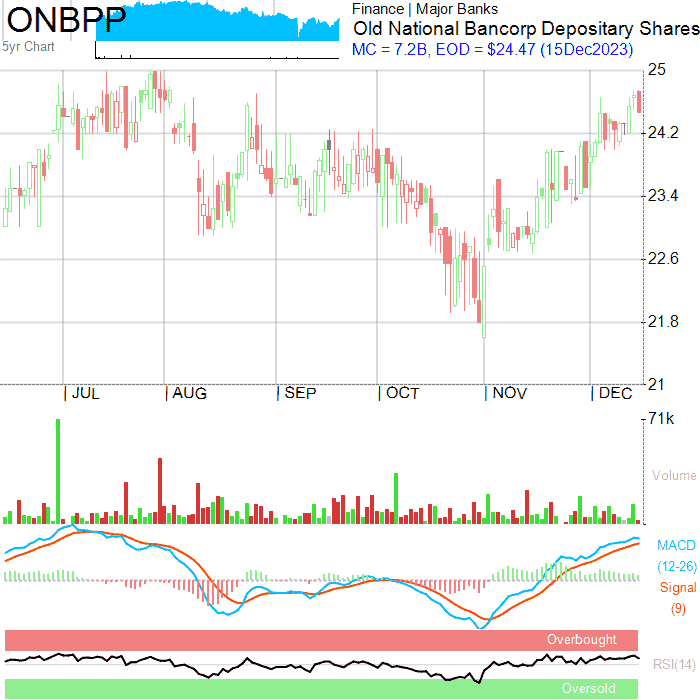 ONBPP
5yr Chart
Finance | Major Banks
Old National Bancorp Depositary Shares
MC = 7.2B, EOD = $24.47 (15Dec2023)
25
24.2
23.4
22.6
21.8
21
JUL AUG SEP OCT NOV DEC
71k
Volume
MACD
(12-26)
Signal
(9)
Overbought
RSI(14)
Oversold